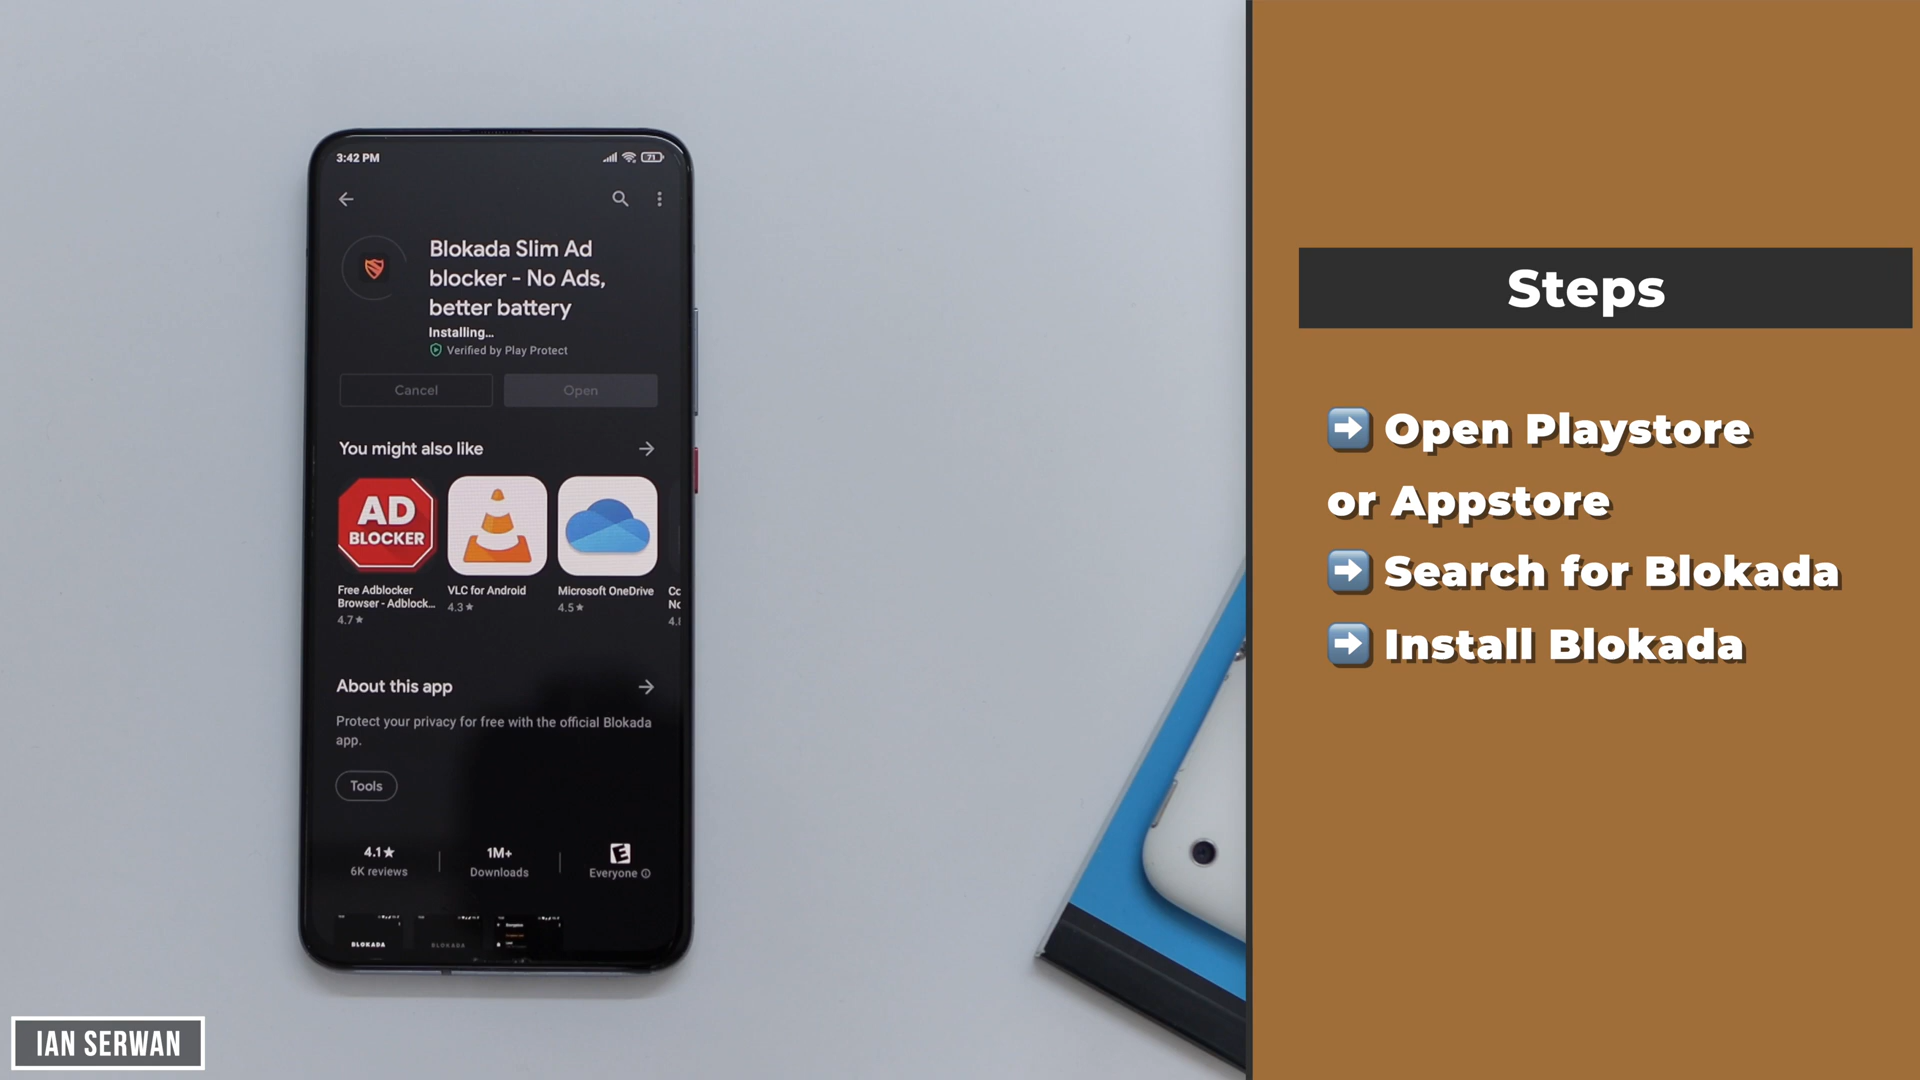 3:42 PM
71
Blokada Slim Ad
blocker - No Ads,
better battery
Installing...
Verified by Play Protect
Cancel
Open
You might also like
AD
BLOCKER
Free Adblocker
Browser - Adblock...
4.7★
VLC for Android
4.3★
Microsoft OneDrive
4.5★
About this app
Protect your privacy for free with the official Blokada
app.
Tools
4.1★
6K reviews
1M+
Downloads
E
Everyone
BLOKADA
BLOKADA
IAN SERWAN
Steps
➡ Open Playstore
or Appstore
➡ Search for Blokada
➡ Install Blokada